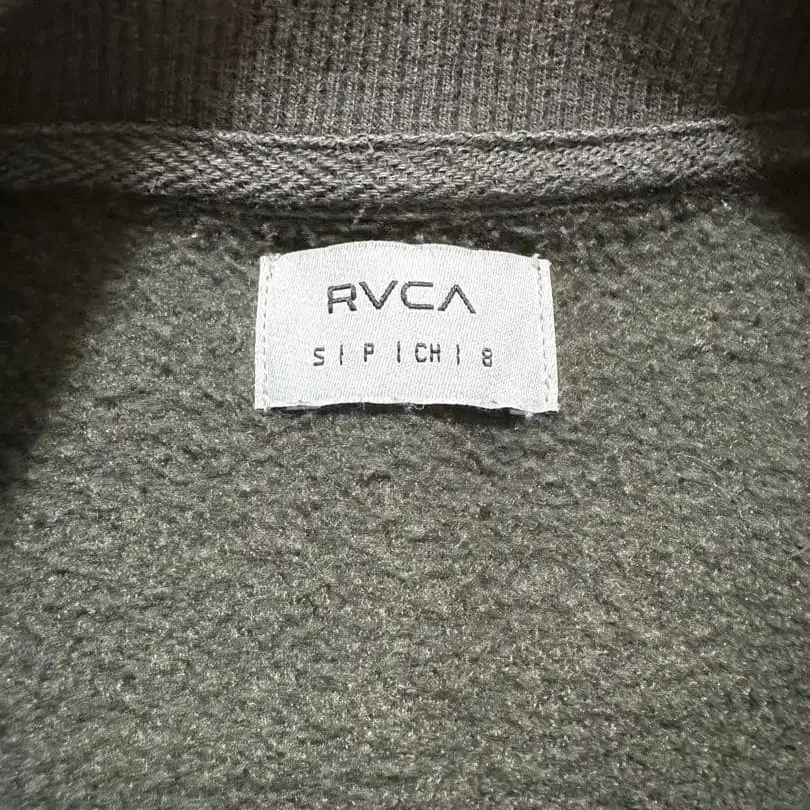 RVCA
S | P | CH | 8